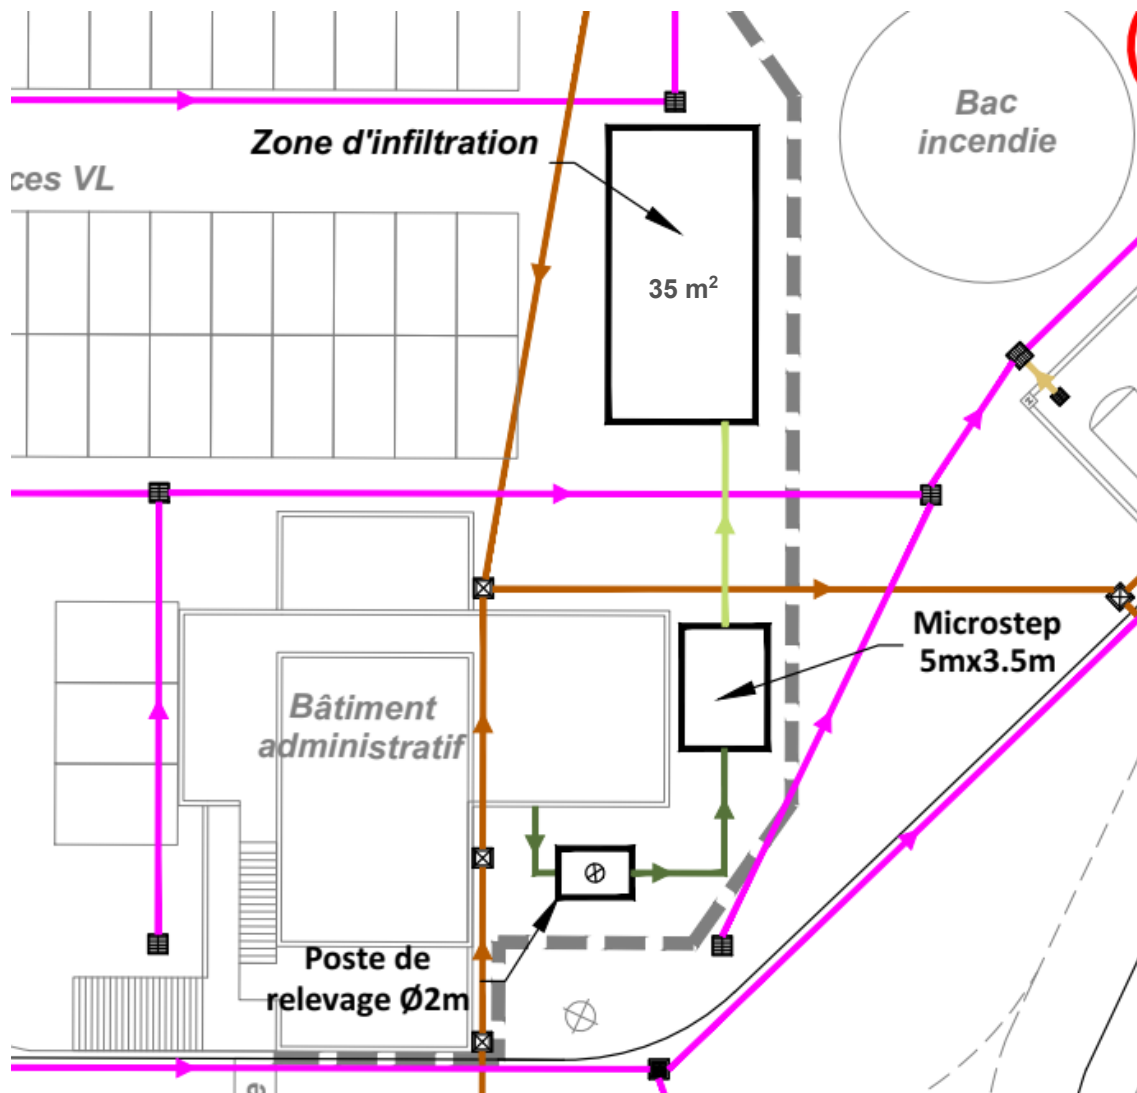 Bac
incendie
Zone d'infiltration
ces VL
35 m²
Microstep
5mx3.5m
Bâtiment
administratif
Poste de
relevage Ø2m
e